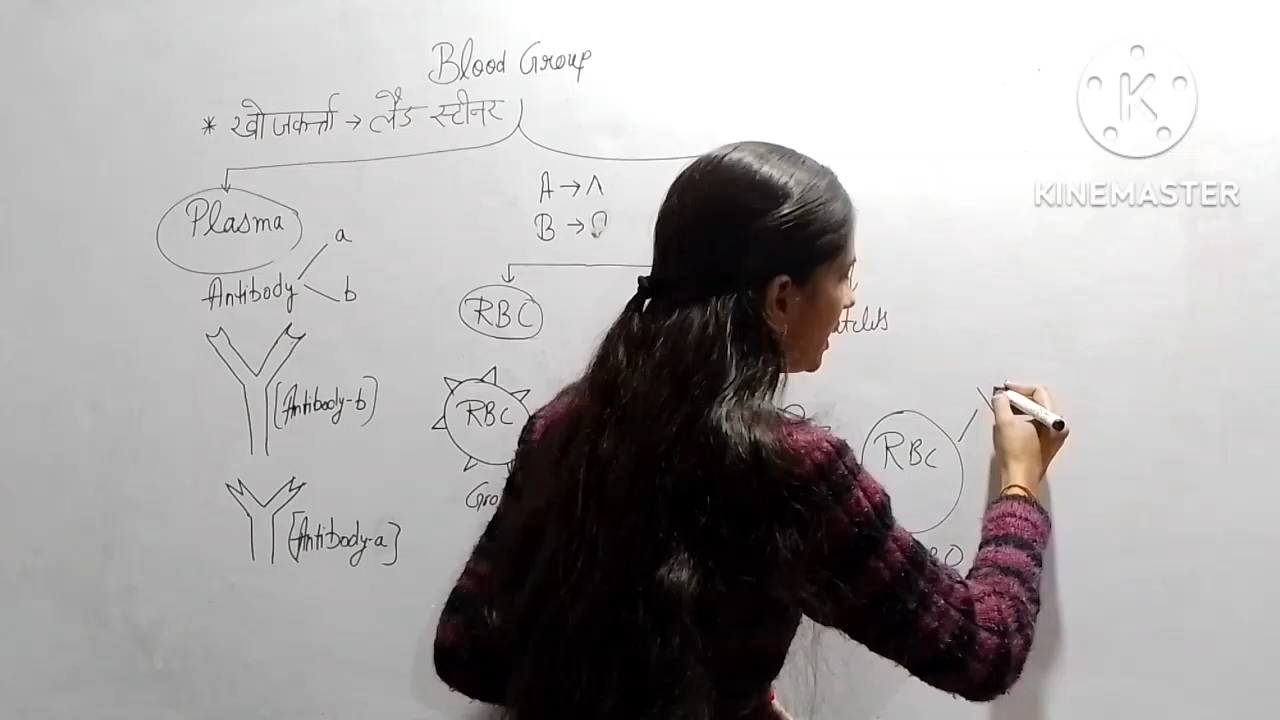 Blood Group
* खोजकर्त्ता → लैंड स्टीनर
Plasma
Antibody
a
b
A → Λ
B → Ω
RBC
[Antibody-b]
RBC
RBC
[Antibody-a]
K
KINEMASTER